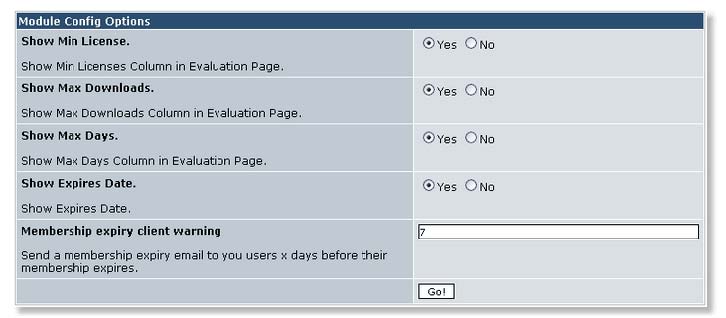 Module Config Options
Show Min License.
Yes No
Show Min Licenses Column in Evaluation Page.
Show Max Downloads.
Yes No
Show Max Downloads Column in Evaluation Page.
Show Max Days.
Yes No
Show Max Days Column in Evaluation Page.
Show Expires Date.
Yes No
Show Expires Date.
Membership expiry client warning
7
Send a membership expiry email to you users x days before their
membership expires.
Go!